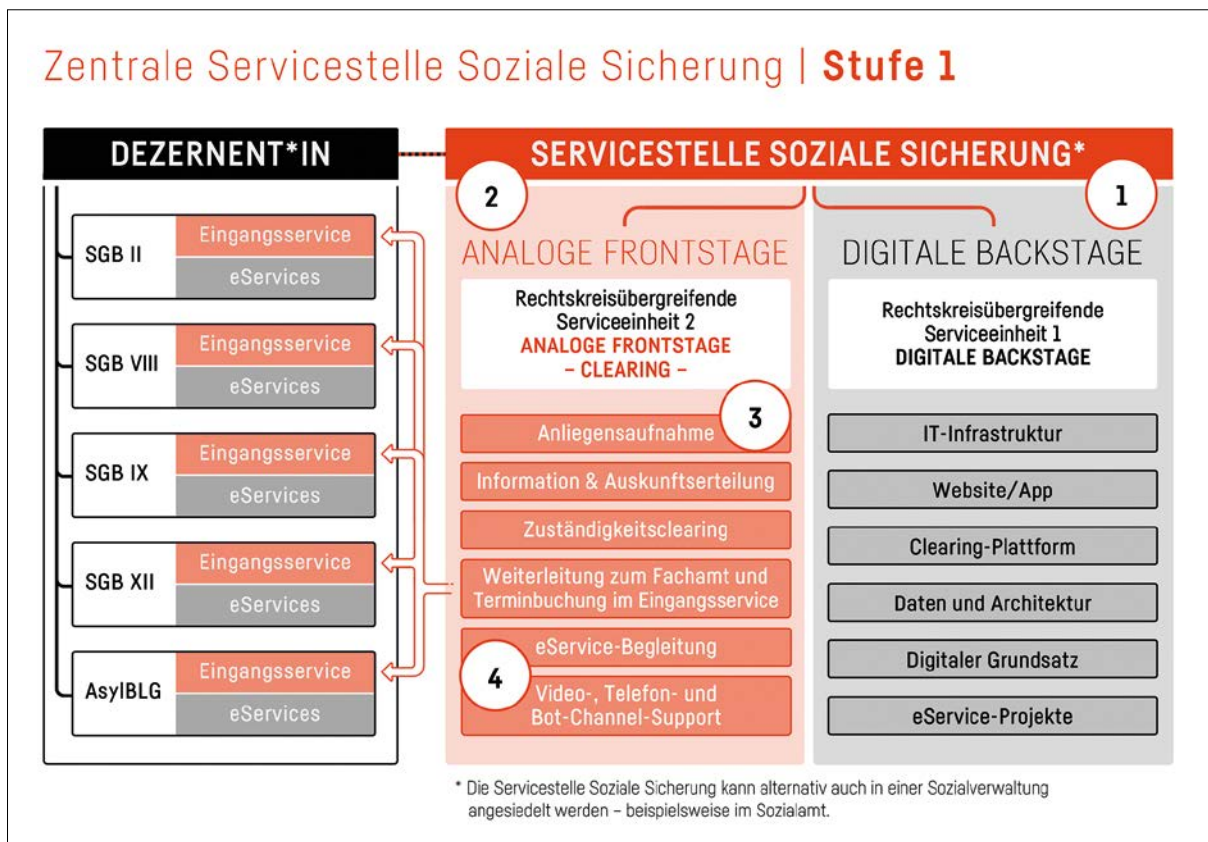 Zentrale Servicestelle Soziale Sicherung | Stufe 1
DEZERNENT*IN
SGB II
Eingangsservice
eServices
SGB VIII
Eingangsservice
eServices
SGB IX
Eingangsservice
eServices
SGB XII
Eingangsservice
eServices
AsylBLG
Eingangsservice
eServices
SERVICESTELLE SOZIALE SICHERUNG*
2
ANALOGE FRONTSTAGE
Rechtskreisübergreifende
Serviceeinheit 2
ANALOGE FRONTSTAGE
– CLEARING –
3
Anliegensaufnahme
Information & Auskunftserteilung
Zuständigkeitsclearing
Weiterleitung zum Fachamt und
Terminbuchung im Eingangsservice
eService-Begleitung
4
Video-, Telefon- und
Bot-Channel-Support
1
DIGITALE BACKSTAGE
Rechtskreisübergreifende
Serviceeinheit 1
DIGITALE BACKSTAGE
IT-Infrastruktur
Website/App
Clearing-Plattform
Daten und Architektur
Digitaler Grundsatz
eService-Projekte
* Die Servicestelle Soziale Sicherung kann alternativ auch in einer Sozialverwaltung
angesiedelt werden – beispielsweise im Sozialamt.